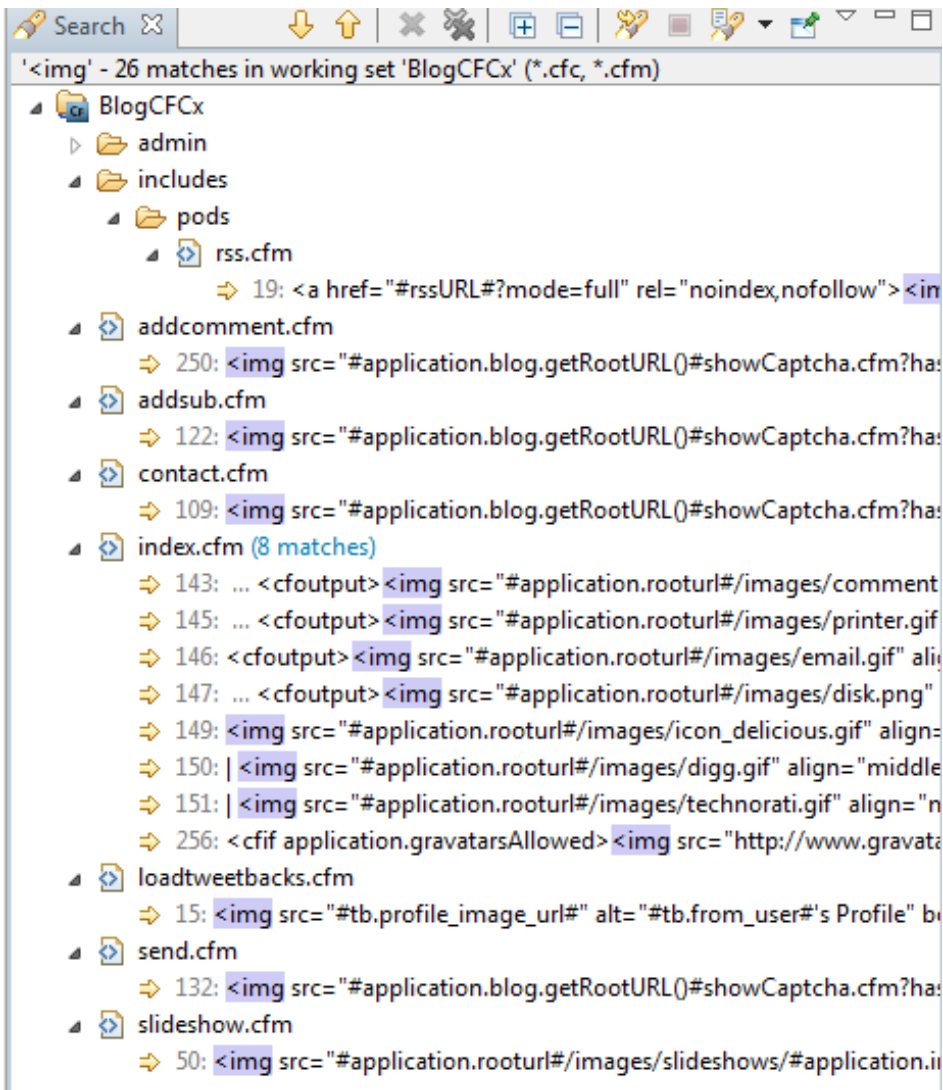 Search
'<img' - 26 matches in working set 'BlogCFCx' (*.cfc, *.cfm)
BlogCFCx
admin
includes
pods
rss.cfm
19: <a href="#rssURL#?mode=full" rel="noindex,nofollow"><im
addcomment.cfm
250: <img src="#application.blog.getRootURL()#showCaptcha.cfm?has
addsub.cfm
122: <img src="#application.blog.getRootURL()#showCaptcha.cfm?has
contact.cfm
109: <img src="#application.blog.getRootURL()#showCaptcha.cfm?has
index.cfm (8 matches)
143: ... <cfoutput><img src="#application.rooturl#/images/comment
145: ... <cfoutput><img src="#application.rooturl#/images/printer.gif
146: <cfoutput><img src="#application.rooturl#/images/email.gif" alig
147: ... <cfoutput><img src="#application.rooturl#/images/disk.png"
149: <img src="#application.rooturl#/images/icon_delicious.gif" align=
150: | <img src="#application.rooturl#/images/digg.gif" align="middle
151: | <img src="#application.rooturl#/images/technorati.gif" align="n
256: <cfif application.gravatarsAllowed><img src="http://www.gravata
loadtweetbacks.cfm
15: <img src="#tb.profile_image_url#" alt="#tb.from_user#'s Profile" bo
send.cfm
132: <img src="#application.blog.getRootURL()#showCaptcha.cfm?has
slideshow.cfm
50: <img src="#application.rooturl#/images/slideshows/#application.in